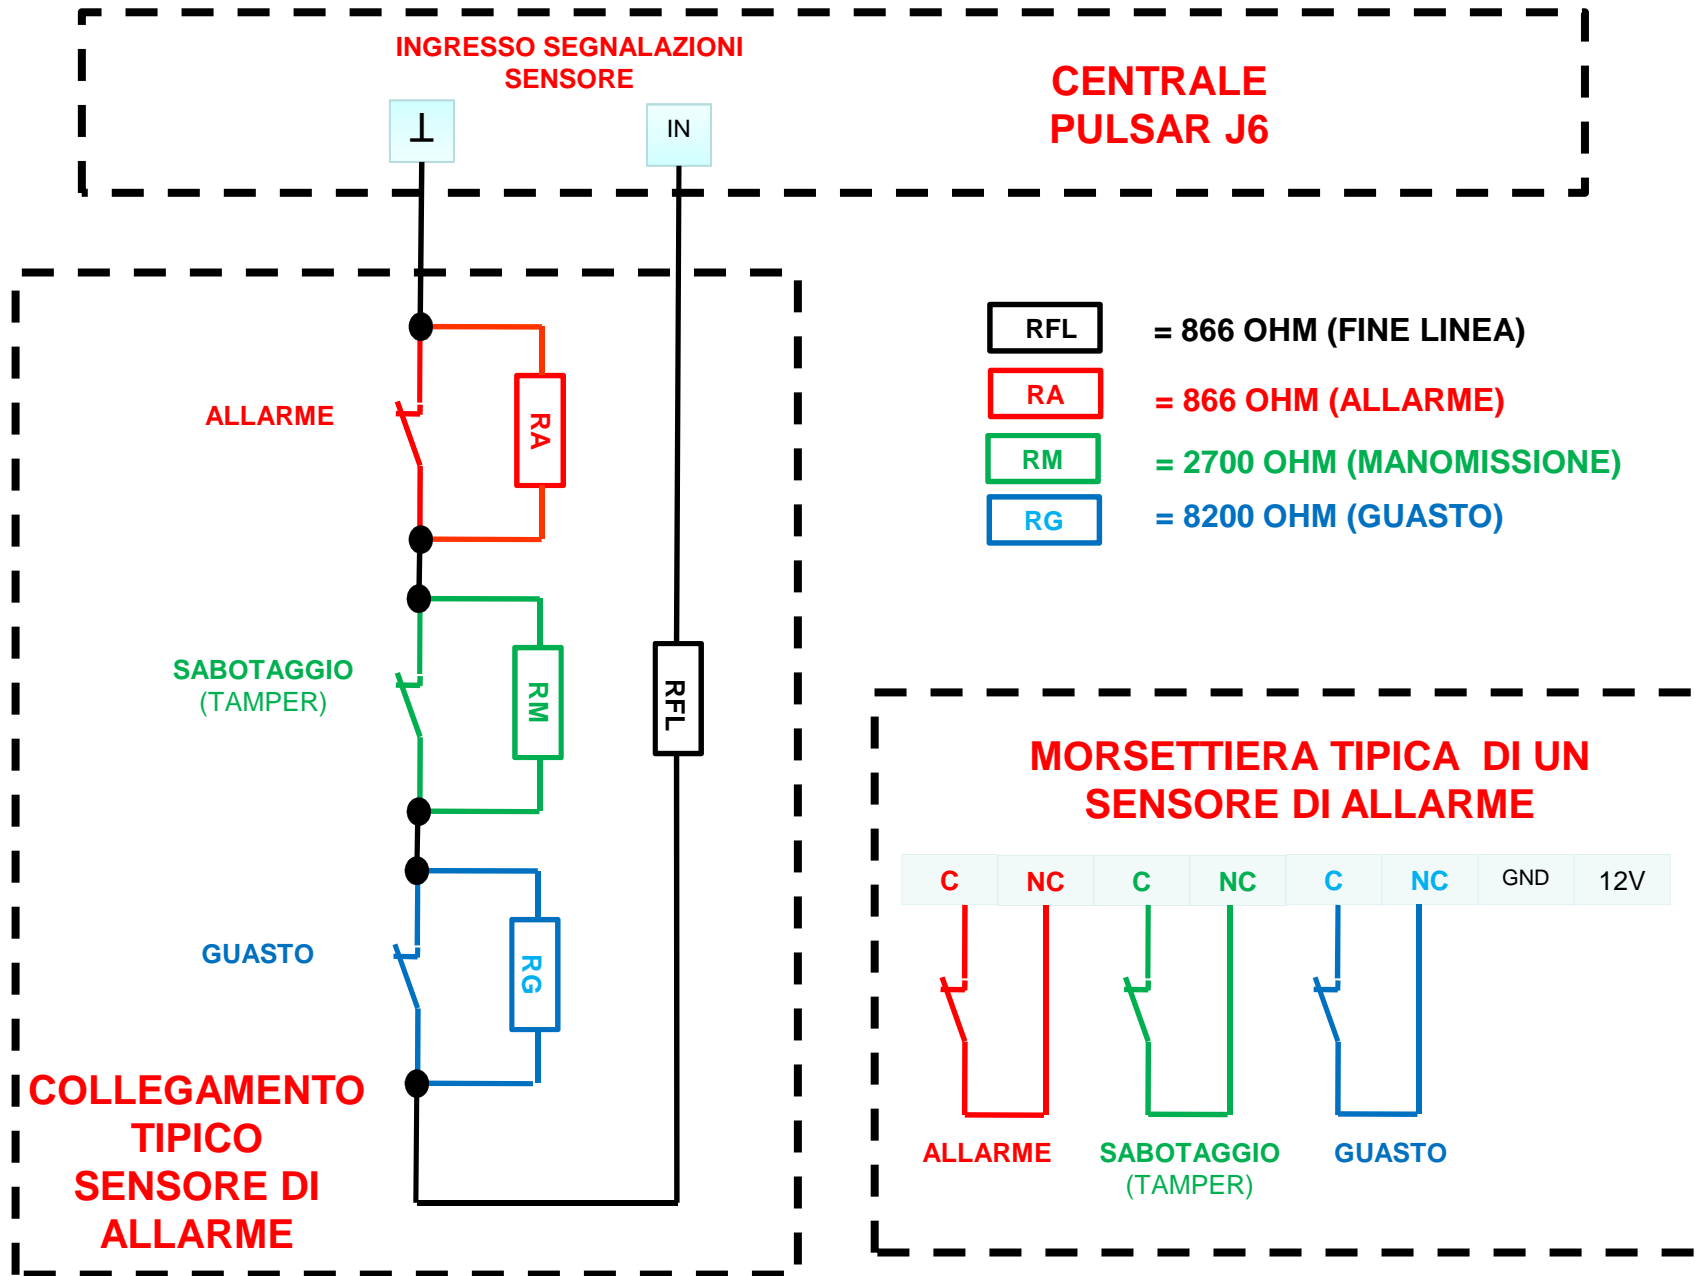 INGRESSO SEGNALAZIONI
SENSORE
CENTRALE
PULSAR J6
IN
RFL = 866 OHM (FINE LINEA)
RA = 866 OHM (ALLARME)
RM = 2700 OHM (MANOMISSIONE)
RG = 8200 OHM (GUASTO)
ALLARME
RA
SABOTAGGIO
(TAMPER)
RM
RFL
GUASTO
RG
COLLEGAMENTO
TIPICO
SENSORE DI
ALLARME
MORSETTIERA TIPICA DI UN
SENSORE DI ALLARME
C NC C NC C NC GND 12V
ALLARME
SABOTAGGIO
(TAMPER)
GUASTO